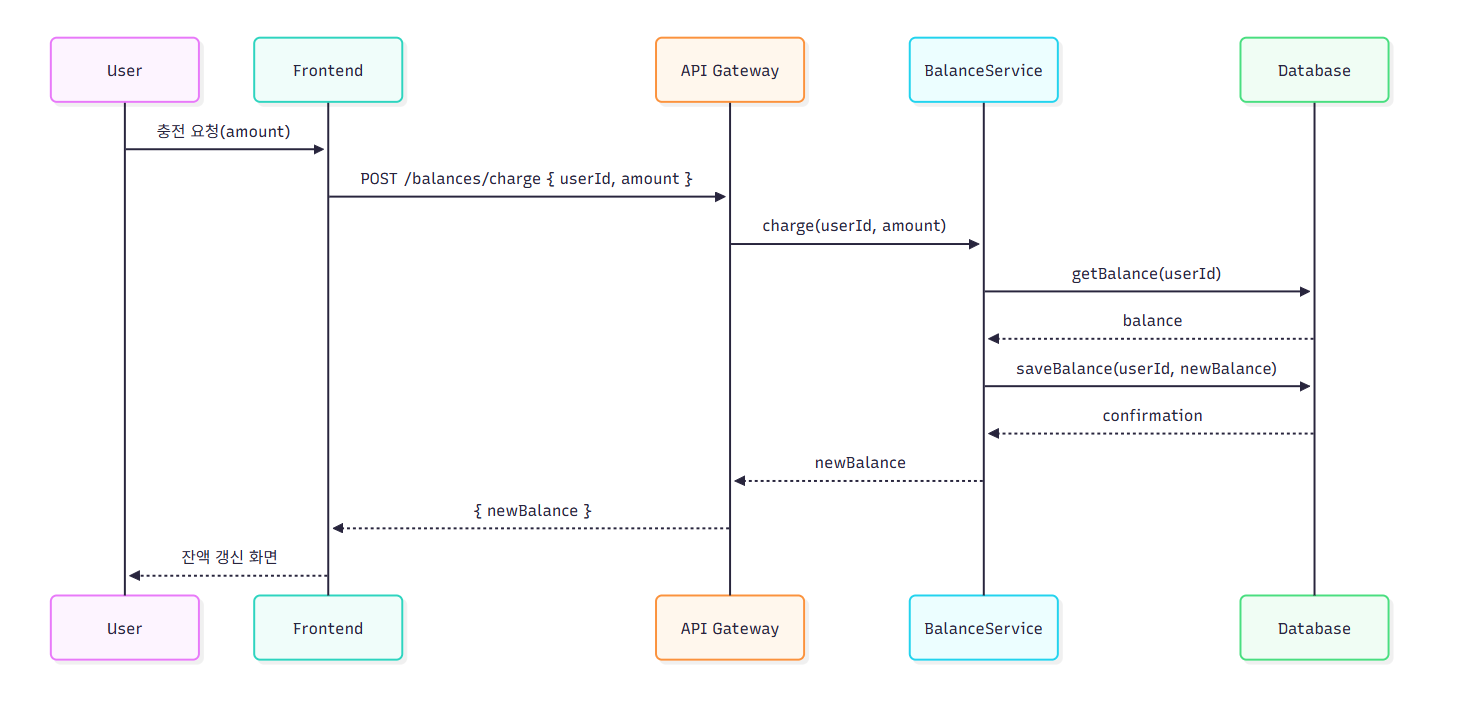 User
Frontend
API Gateway
BalanceService
Database
충전 요청(amount)
POST /balances/charge { userId, amount }
charge(userId, amount)
getBalance(userId)
balance
saveBalance(userId, newBalance)
confirmation
newBalance
{ newBalance }
잔액 갱신 화면
User
Frontend
API Gateway
BalanceService
Database